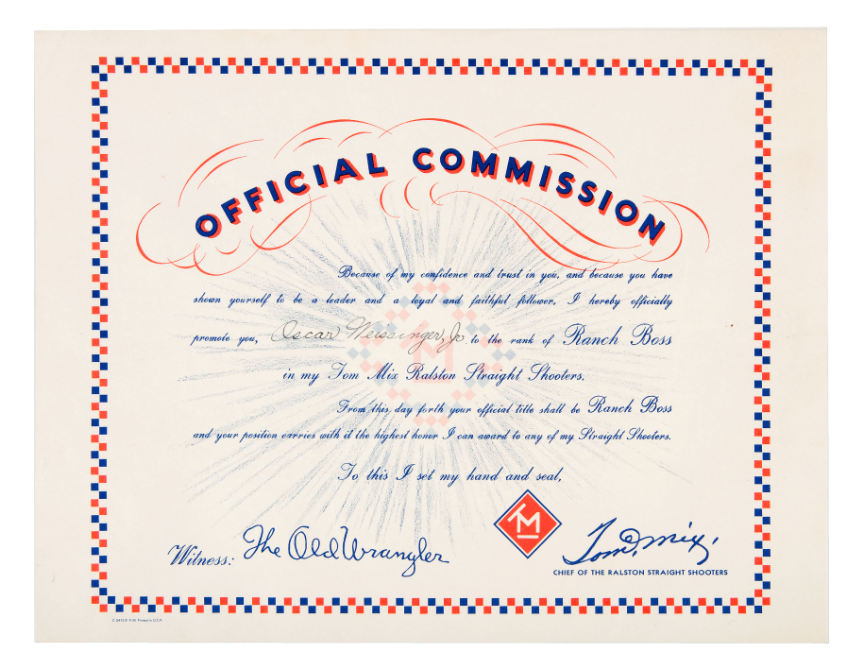 OFFICIAL COMMISSION
Because of my confidence and trust in you, and because you have
shown yourself to be a leader and a loyal and faithful follower, I hereby officially
promote you, Oscar Neissinger, Jr to the rank of Ranch Boss
in my Tom Mix Ralston Straight Shooters.
From this day forth your official title shall be Ranch Boss
and your position carries with it the highest honor I can award to any of my Straight Shooters.
To this I set my hand and seal,
TM
Witness: The Old Wrangler
Tom Mix
CHIEF OF THE RALSTON STRAIGHT SHOOTERS
Printed in U.S.A.